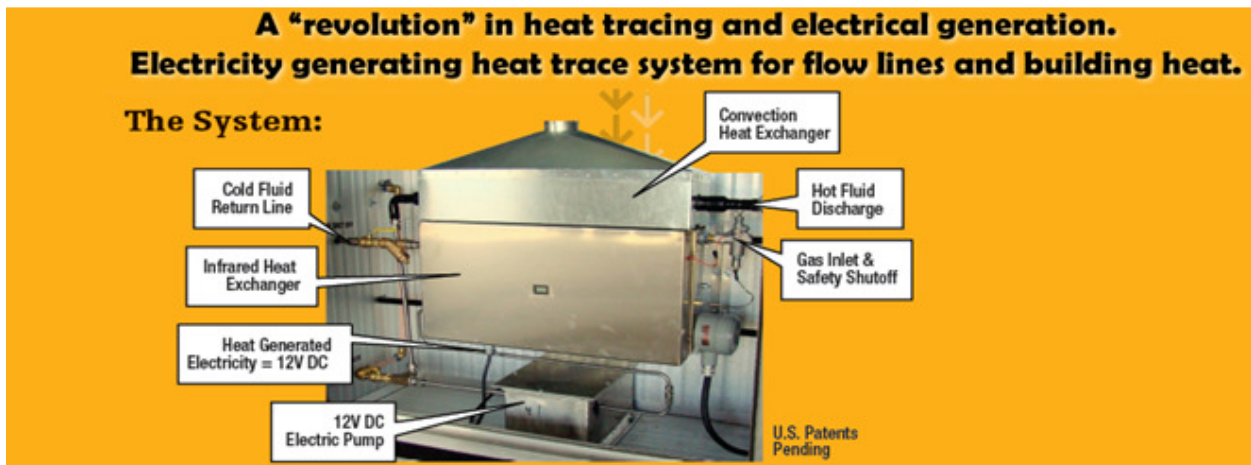 A “revolution” in heat tracing and electrical generation.
Electricity generating heat trace system for flow lines and building heat.
The System:
Convection
Heat Exchanger
Cold Fluid
Return Line
Hot Fluid
Discharge
Infrared Heat
Exchanger
Gas Inlet &
Safety Shutoff
Heat Generated
Electricity = 12V DC
12V DC
Electric Pump
U.S. Patents
Pending